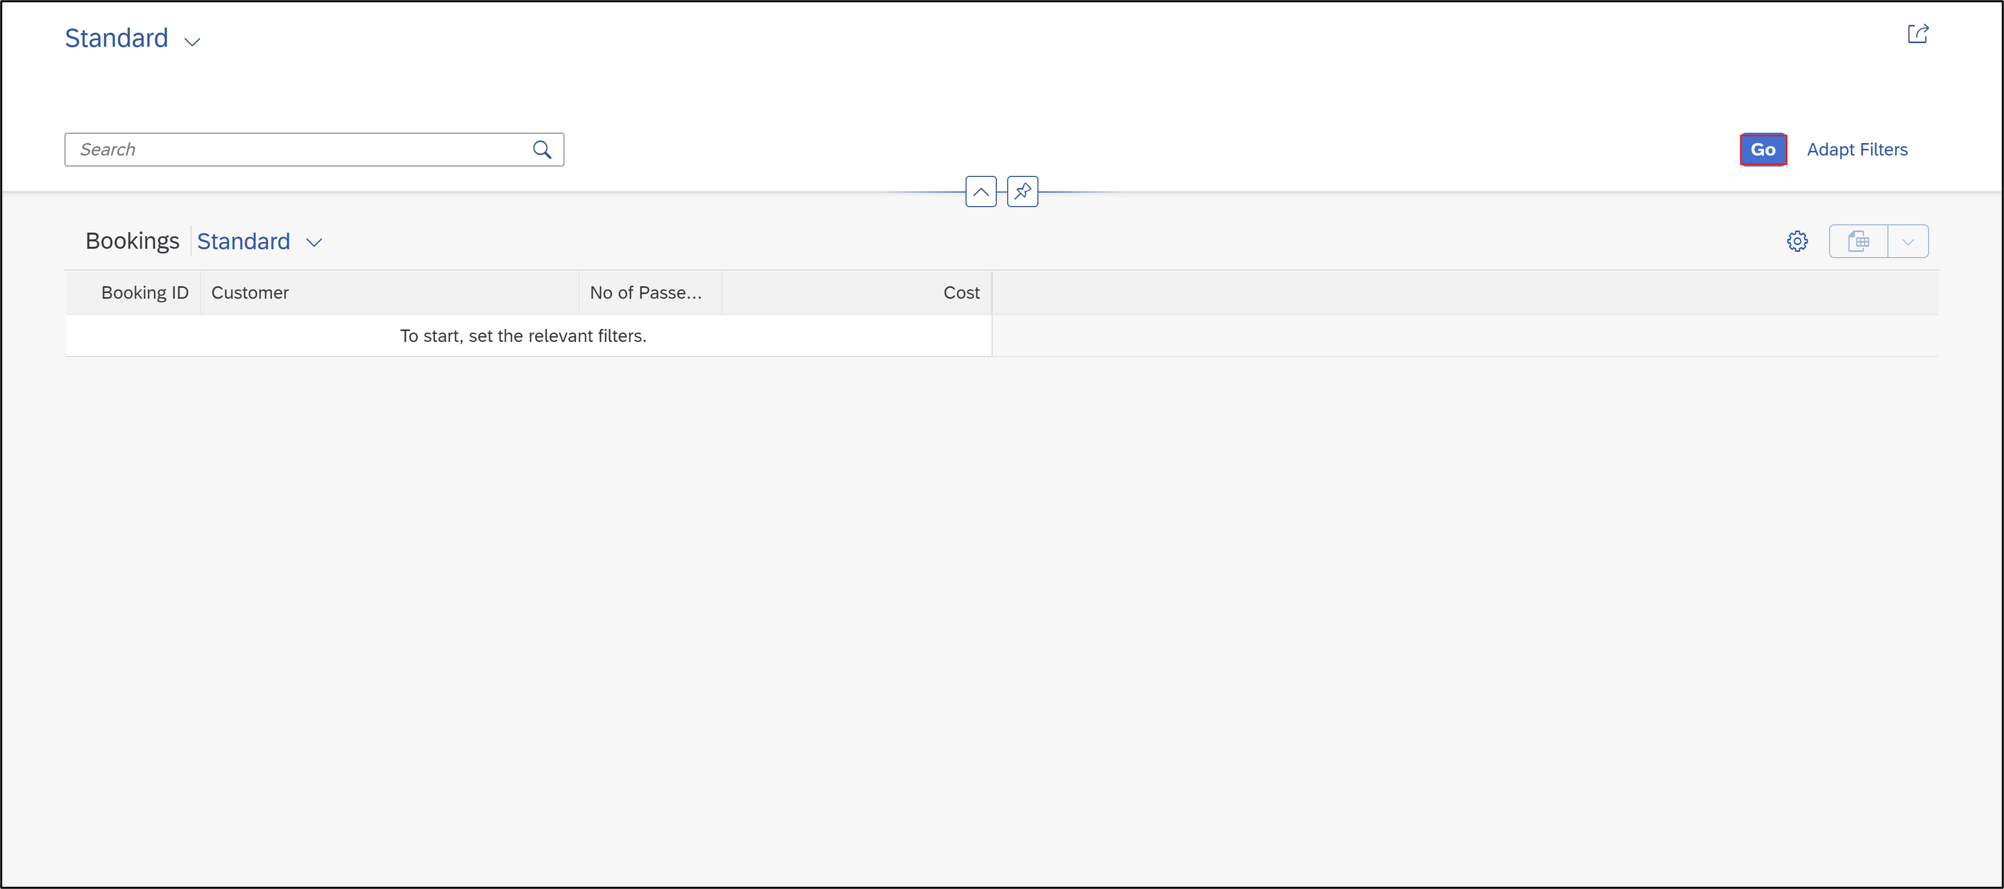 Standard
Search
Go Adapt Filters
Bookings Standard
Booking ID Customer No of Passe... Cost
To start, set the relevant filters.